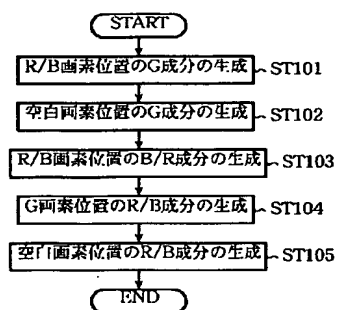 START
R/B画素位置のG成分の生成 ST101
空白画素位置のG成分の生成 ST102
R/B画素位置のB/R成分の生成 ST103
G画素位置のR/B成分の生成 ST104
空白画素位置のR/B成分の生成 ST105
END